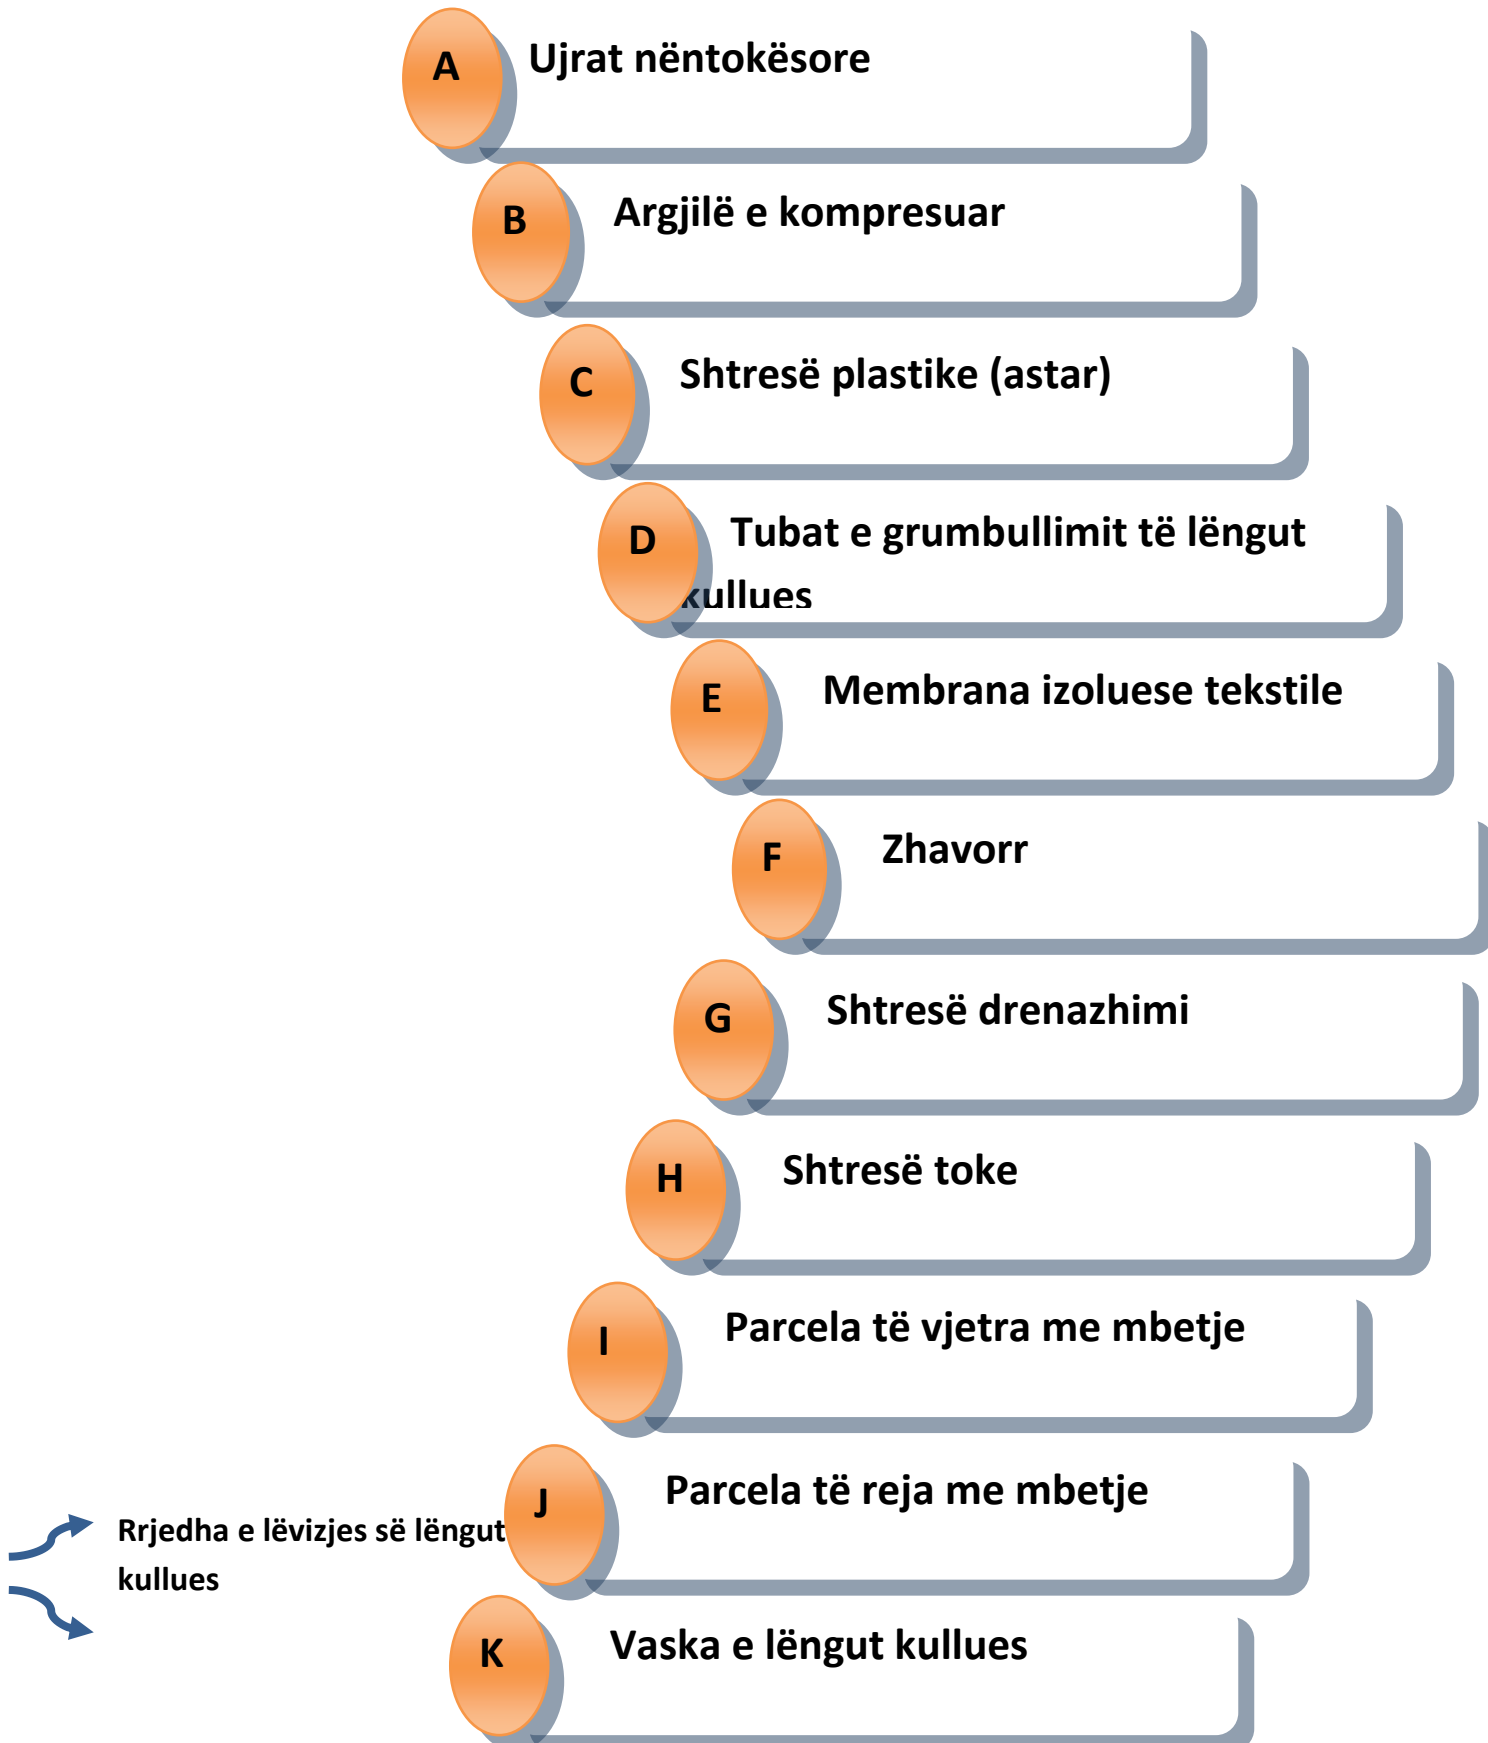 A Ujrat nëntokësore
B Argjilë e kompresuar
C Shtresë plastike (astar)
D Tubat e grumbullimit të lëngut
kullues
E Membrana izoluese tekstile
F Zhavorr
G Shtresë drenazhimi
H Shtresë toke
I Parcela të vjetra me mbetje
J Parcela të reja me mbetje
Rrjedha e lëvizjes së lëngut
kullues
K Vaska e lëngut kullues